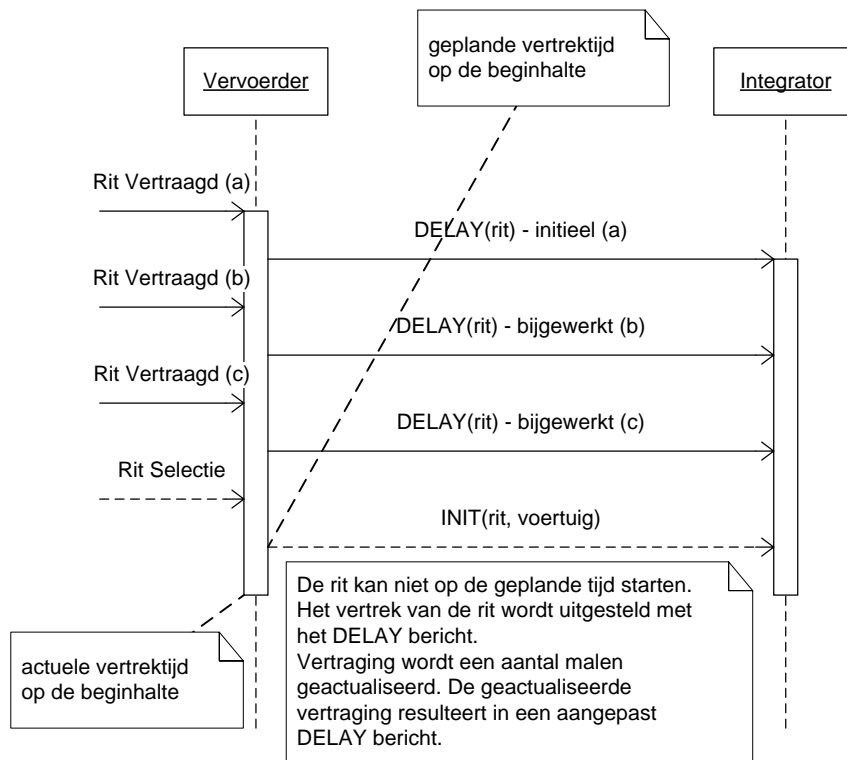 geplande vertrektijd
op de beginhalte
Vervoerder
Integrator
Rit Vertraagd (a)
DELAY(rit) - initieel (a)
Rit Vertraagd (b)
DELAY(rit) - bijgewerkt (b)
Rit Vertraagd (c)
DELAY(rit) - bijgewerkt (c)
Rit Selectie
INIT(rit, voertuig)
De rit kan niet op de geplande tijd starten.
Het vertrek van de rit wordt uitgesteld met
het DELAY bericht.
Vertraging wordt een aantal malen
geactualiseerd. De geactualiseerde
vertraging resulteert in een aangepast
DELAY bericht.
actuele vertrektijd
op de beginhalte